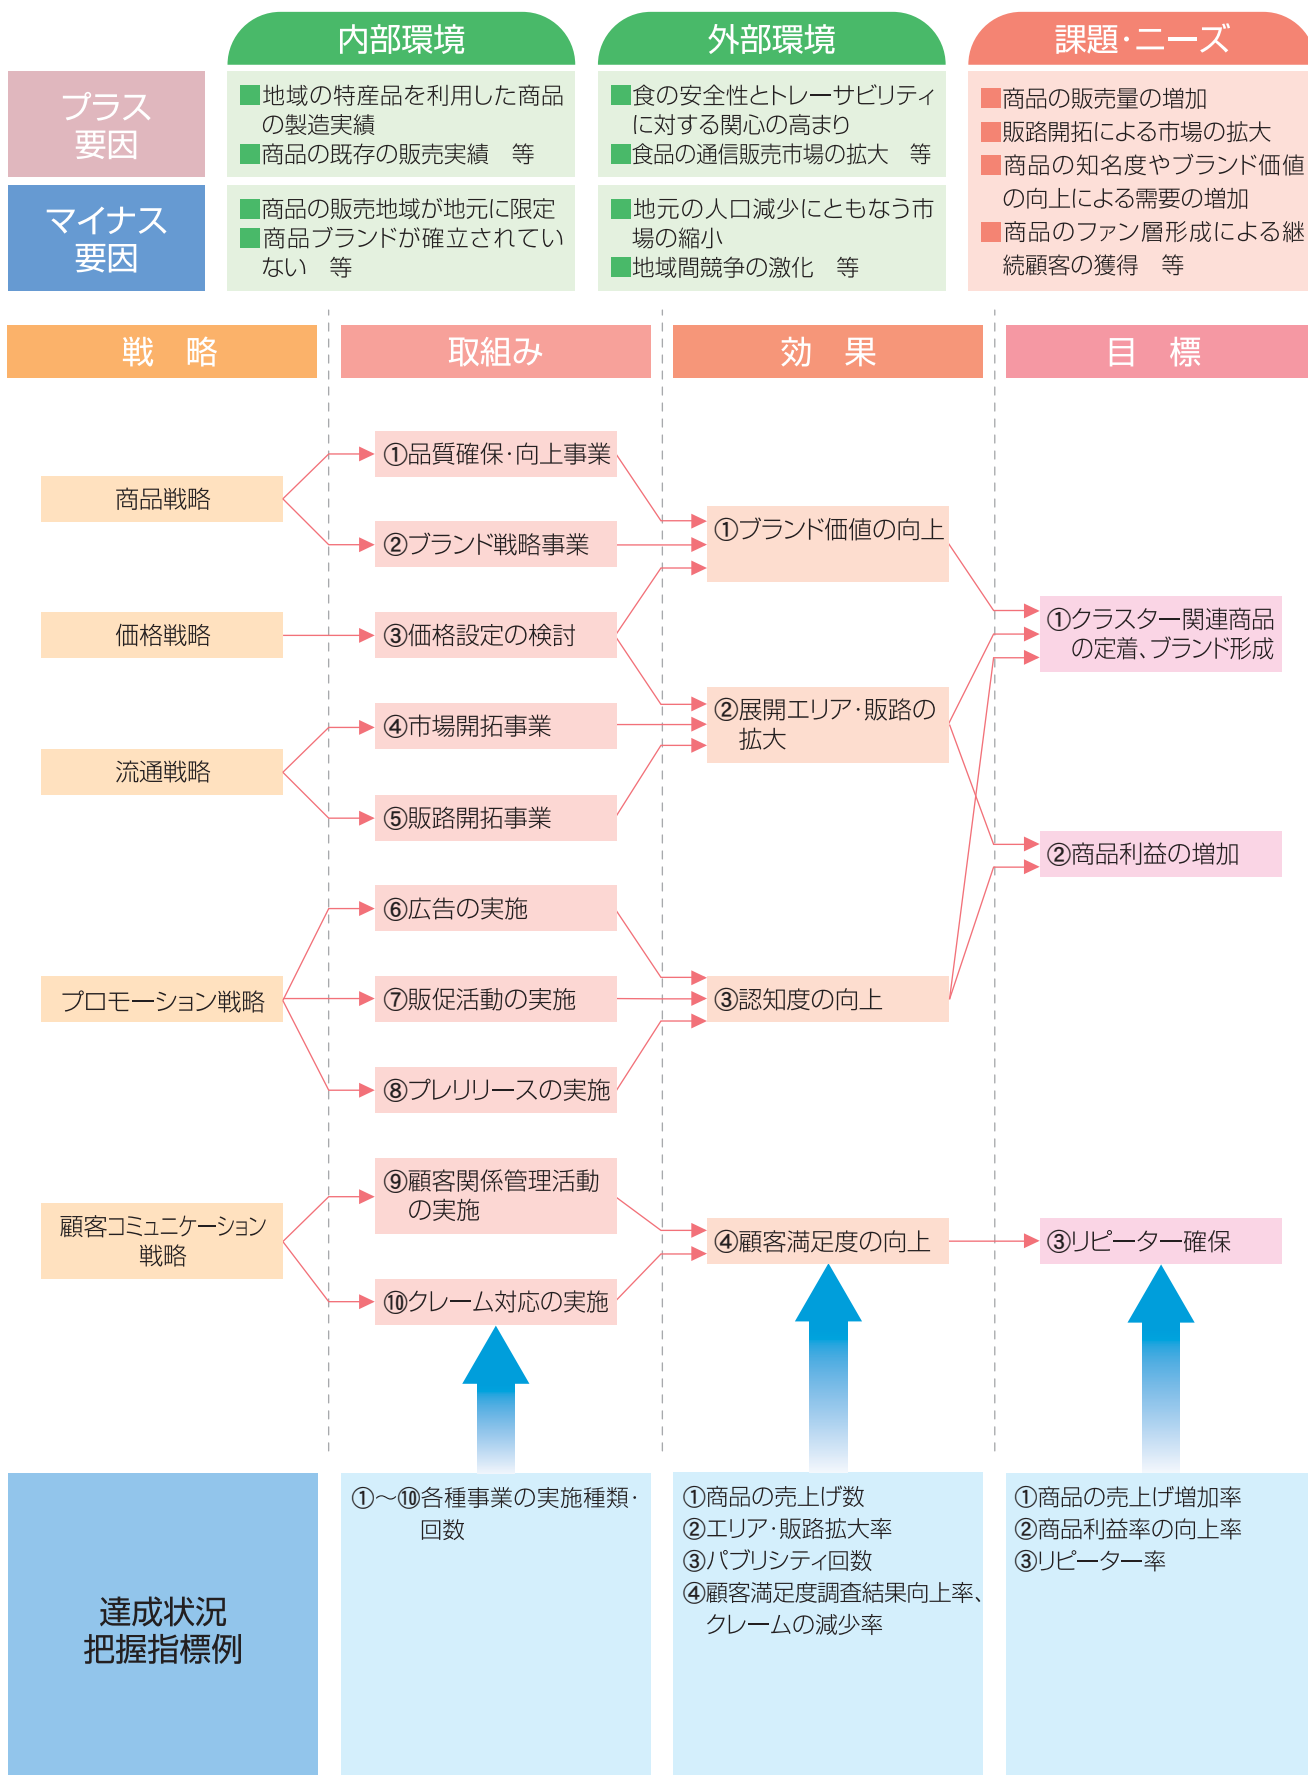 内部環境
外部環境
課題・ニーズ
プラス
要因
■地域の特産品を利用した商品
の製造実績
■商品の既存の販売実績　等
■食の安全性とトレーサビリティ
に対する関心の高まり
■食品の通信販売市場の拡大　等
■商品の販売量の増加
■販路開拓による市場の拡大
■商品の知名度やブランド価値
の向上による需要の増加
■商品のファン層形成による継
続顧客の獲得　等
マイナス
要因
■商品の販売地域が地元に限定
■商品ブランドが確立されてい
ない　等
■地元の人口減少にともなう市
場の縮小
■地域間競争の激化　等
戦　略
取組み
効　果
目　標
商品戦略
価格戦略
流通戦略
プロモーション戦略
顧客コミュニケーション
戦略
①品質確保・向上事業
②ブランド戦略事業
③価格設定の検討
④市場開拓事業
⑤販路開拓事業
⑥広告の実施
⑦販促活動の実施
⑧プレリリースの実施
⑨顧客関係管理活動
の実施
⑩クレーム対応の実施
①ブランド価値の向上
②展開エリア・販路の
拡大
③認知度の向上
④顧客満足度の向上
①クラスター関連商品
の定着、ブランド形成
②商品利益の増加
③リピーター確保
達成状況
把握指標例
①～⑩各種事業の実施種類・
回数
①商品の売上げ数
②エリア・販路拡大率
③パブリシティ回数
④顧客満足度調査結果向上率、
クレームの減少率
①商品の売上げ増加率
②商品利益率の向上率
③リピーター率